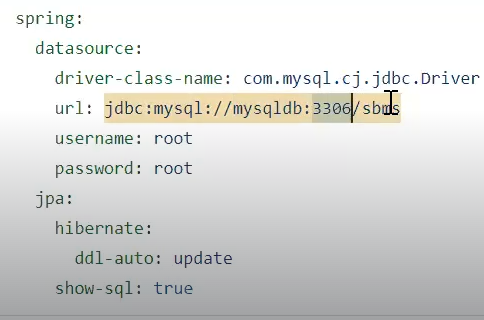 spring:
  datasource:
    driver-class-name: com.mysql.cj.jdbc.Driver
    url: jdbc:mysql://mysqldb:3306/sbms
    username: root
    password: root
  jpa:
    hibernate:
      ddl-auto: update
    show-sql: true